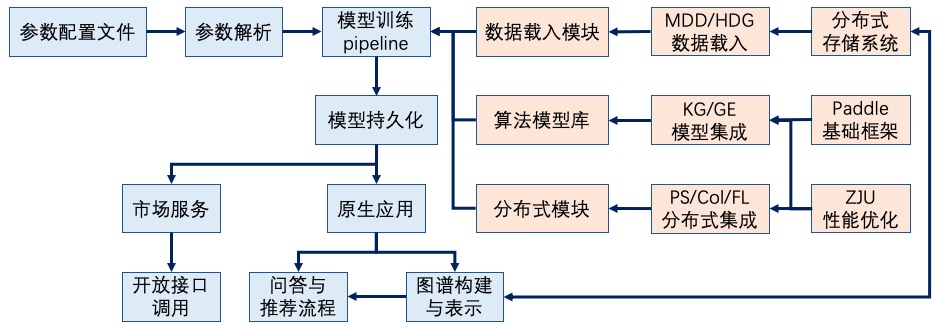 参数配置文件
参数解析
模型训练
pipeline
数据载入模块
MDD/HDG
数据载入
分布式
存储系统
模型持久化
算法模型库
KG/GE
模型集成
Paddle
基础框架
市场服务
原生应用
分布式模块
PS/Col/FL
分布式集成
ZJU
性能优化
开放接口
调用
问答与
推荐流程
图谱构建
与表示